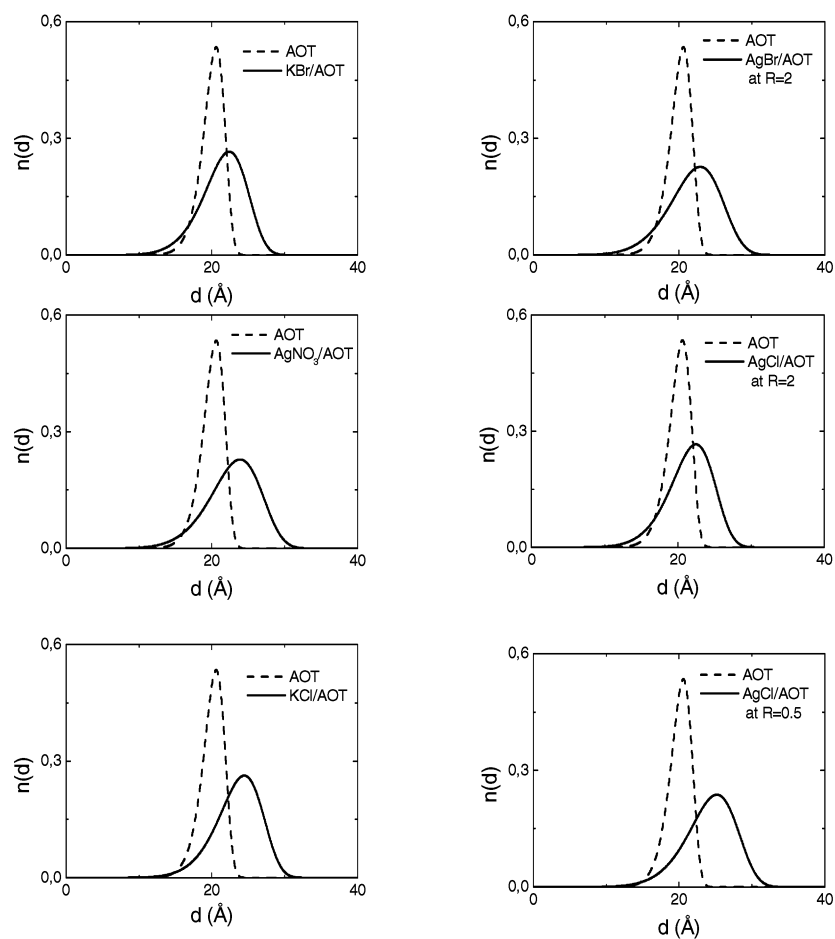 0,6
AOT
KBr/AOT
0,3
n(d)
0,0
0
20
40
d (Å)
0,6
AOT
AgBr/AOT
at R=2
0,3
n(d)
0,0
0
20
40
d (Å)
0,6
AOT
AgNO3/AOT
0,3
n(d)
0,0
0
20
40
d (Å)
0,6
AOT
AgCl/AOT
at R=2
0,3
n(d)
0,0
0
20
40
d (Å)
0,6
AOT
KCl/AOT
0,3
n(d)
0,0
0
20
40
d (Å)
0,6
AOT
AgCl/AOT
at R=0.5
0,3
n(d)
0,0
0
20
40
d (Å)